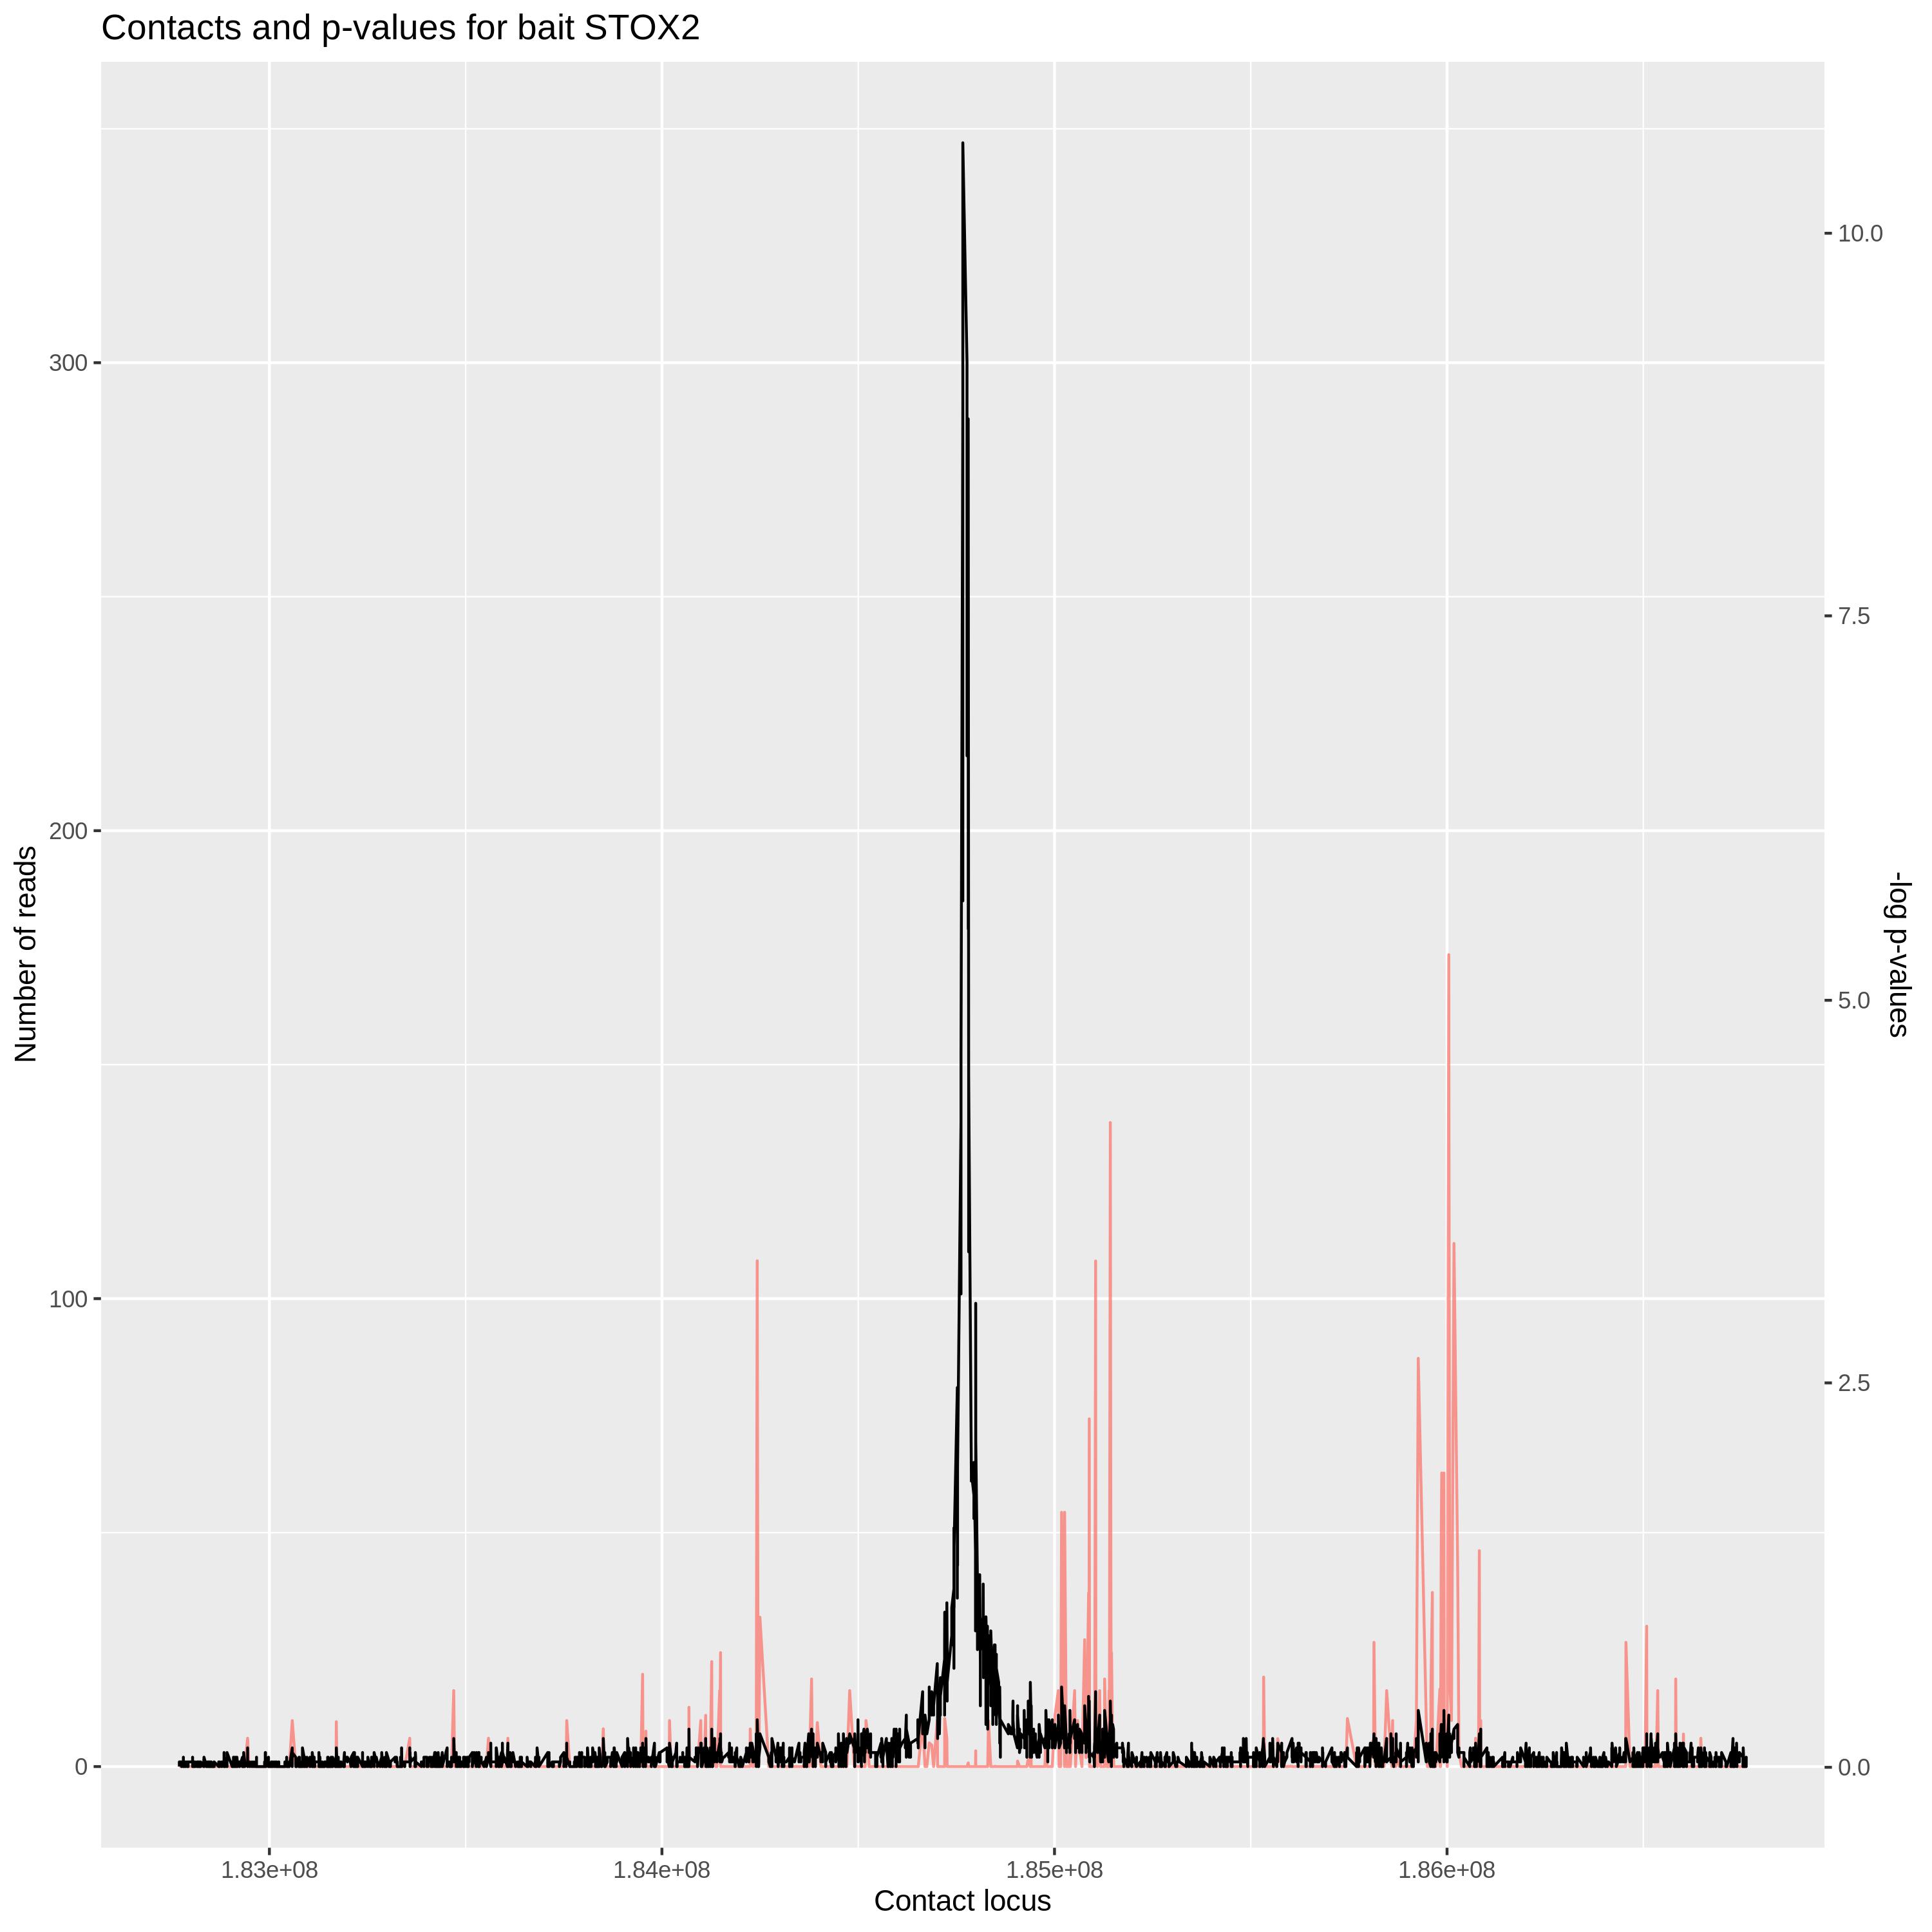 Contacts and p-values for bait STOX2
Number of reads
300
200
100
0
10.0
7.5
5.0
2.5
0.0
-log p-values
1.83e+08
1.84e+08
1.85e+08
1.86e+08
Contact locus